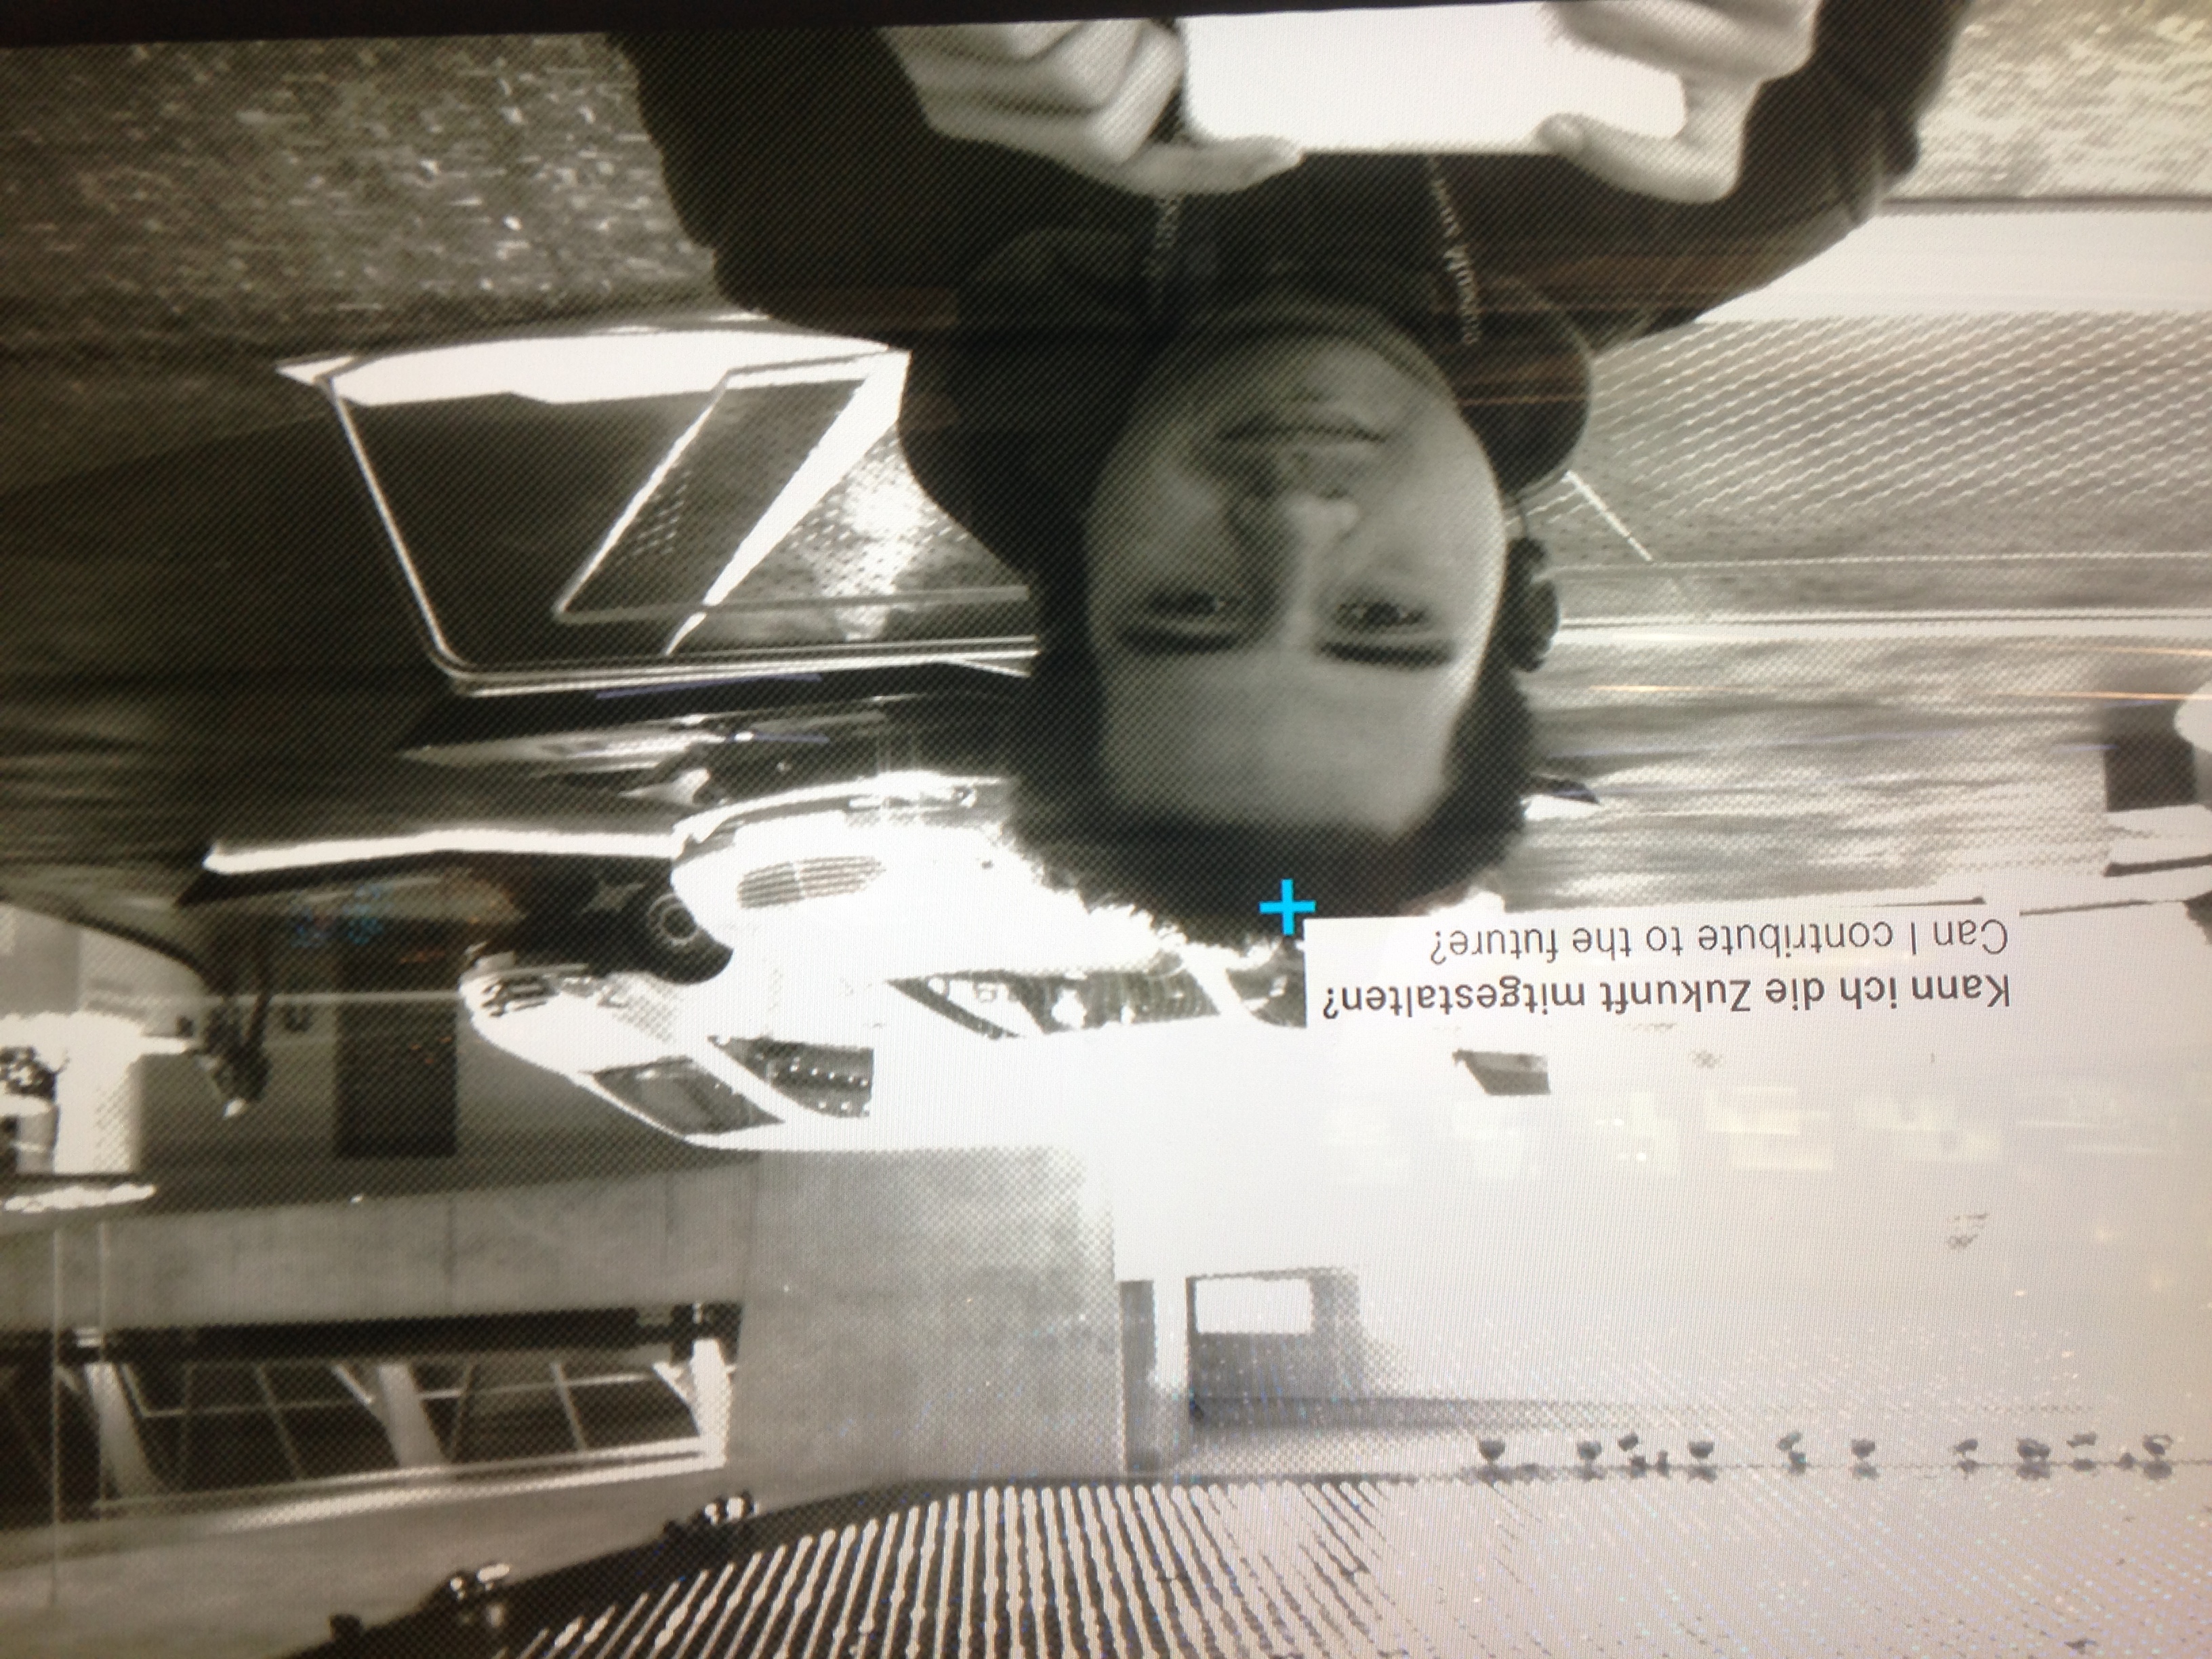 Kann ich die Zukunft mitgestalten?
Can I contribute to the future?